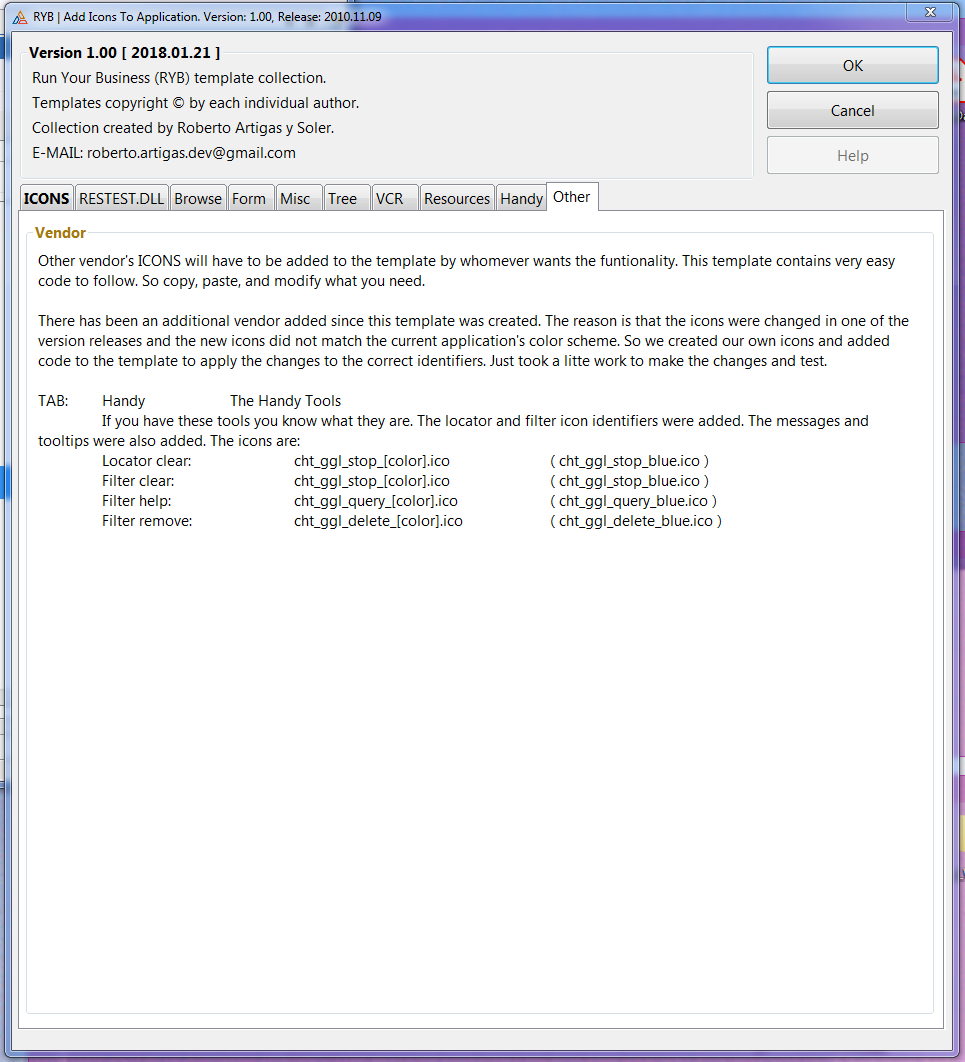 RYB | Add Icons To Application. Version: 1.00, Release: 2010.11.09
Version 1.00 [ 2018.01.21 ]
Run Your Business (RYB) template collection.
Templates copyright © by each individual author.
Collection created by Roberto Artigas y Soler.
E-MAIL: roberto.artigas.dev@gmail.com
OK
Cancel
Help
ICONS RESTEST.DLL Browse Form Misc Tree VCR Resources Handy Other
Vendor
Other vendor's ICONS will have to be added to the template by whomever wants the funtionality. This template contains very easy
code to follow. So copy, paste, and modify what you need.
There has been an additional vendor added since this template was created. The reason is that the icons were changed in one of the
version releases and the new icons did not match the current application's color scheme. So we created our own icons and added
code to the template to apply the changes to the correct identifiers. Just took a litte work to make the changes and test.
TAB: Handy The Handy Tools
If you have these tools you know what they are. The locator and filter icon identifiers were added. The messages and
tooltips were also added. The icons are:
Locator clear: cht_ggl_stop_[color].ico ( cht_ggl_stop_blue.ico )
Filter clear: cht_ggl_stop_[color].ico ( cht_ggl_stop_blue.ico )
Filter help: cht_ggl_query_[color].ico ( cht_ggl_query_blue.ico )
Filter remove: cht_ggl_delete_[color].ico ( cht_ggl_delete_blue.ico )